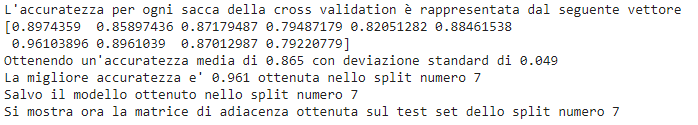 L'accuratezza per ogni sacca della cross validation è rappresentata dal seguente vettore
[0.8974359  0.85897436 0.87179487 0.79487179 0.82051282 0.88461538
 0.96103896 0.8961039  0.87012987 0.79220779]
Ottenendo un'accuratezza media di 0.865 con deviazione standard di 0.049
La migliore accuratezza e' 0.961 ottenuta nello split numero 7
Salvo il modello ottenuto nello split numero 7
Si mostra ora la matrice di adiacenza ottenuta sul test set dello split numero 7